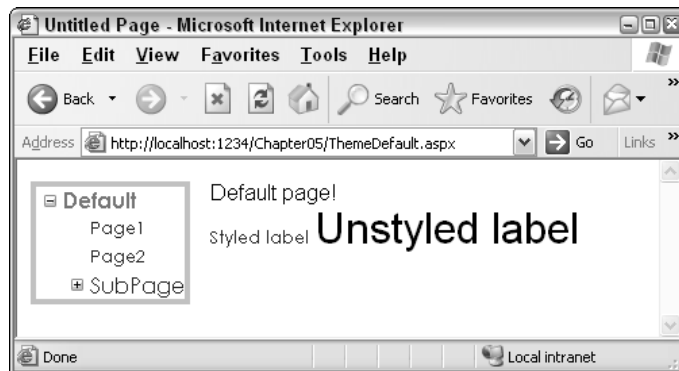 Untitled Page - Microsoft Internet Explorer
File Edit View Favorites Tools Help
Back Search Favorites »
Address http://localhost:1234/Chapter05/ThemeDefault.aspx Go Links »
Default
Page1
Page2
SubPage
Default page!
Styled label Unstyled label
Done Local intranet